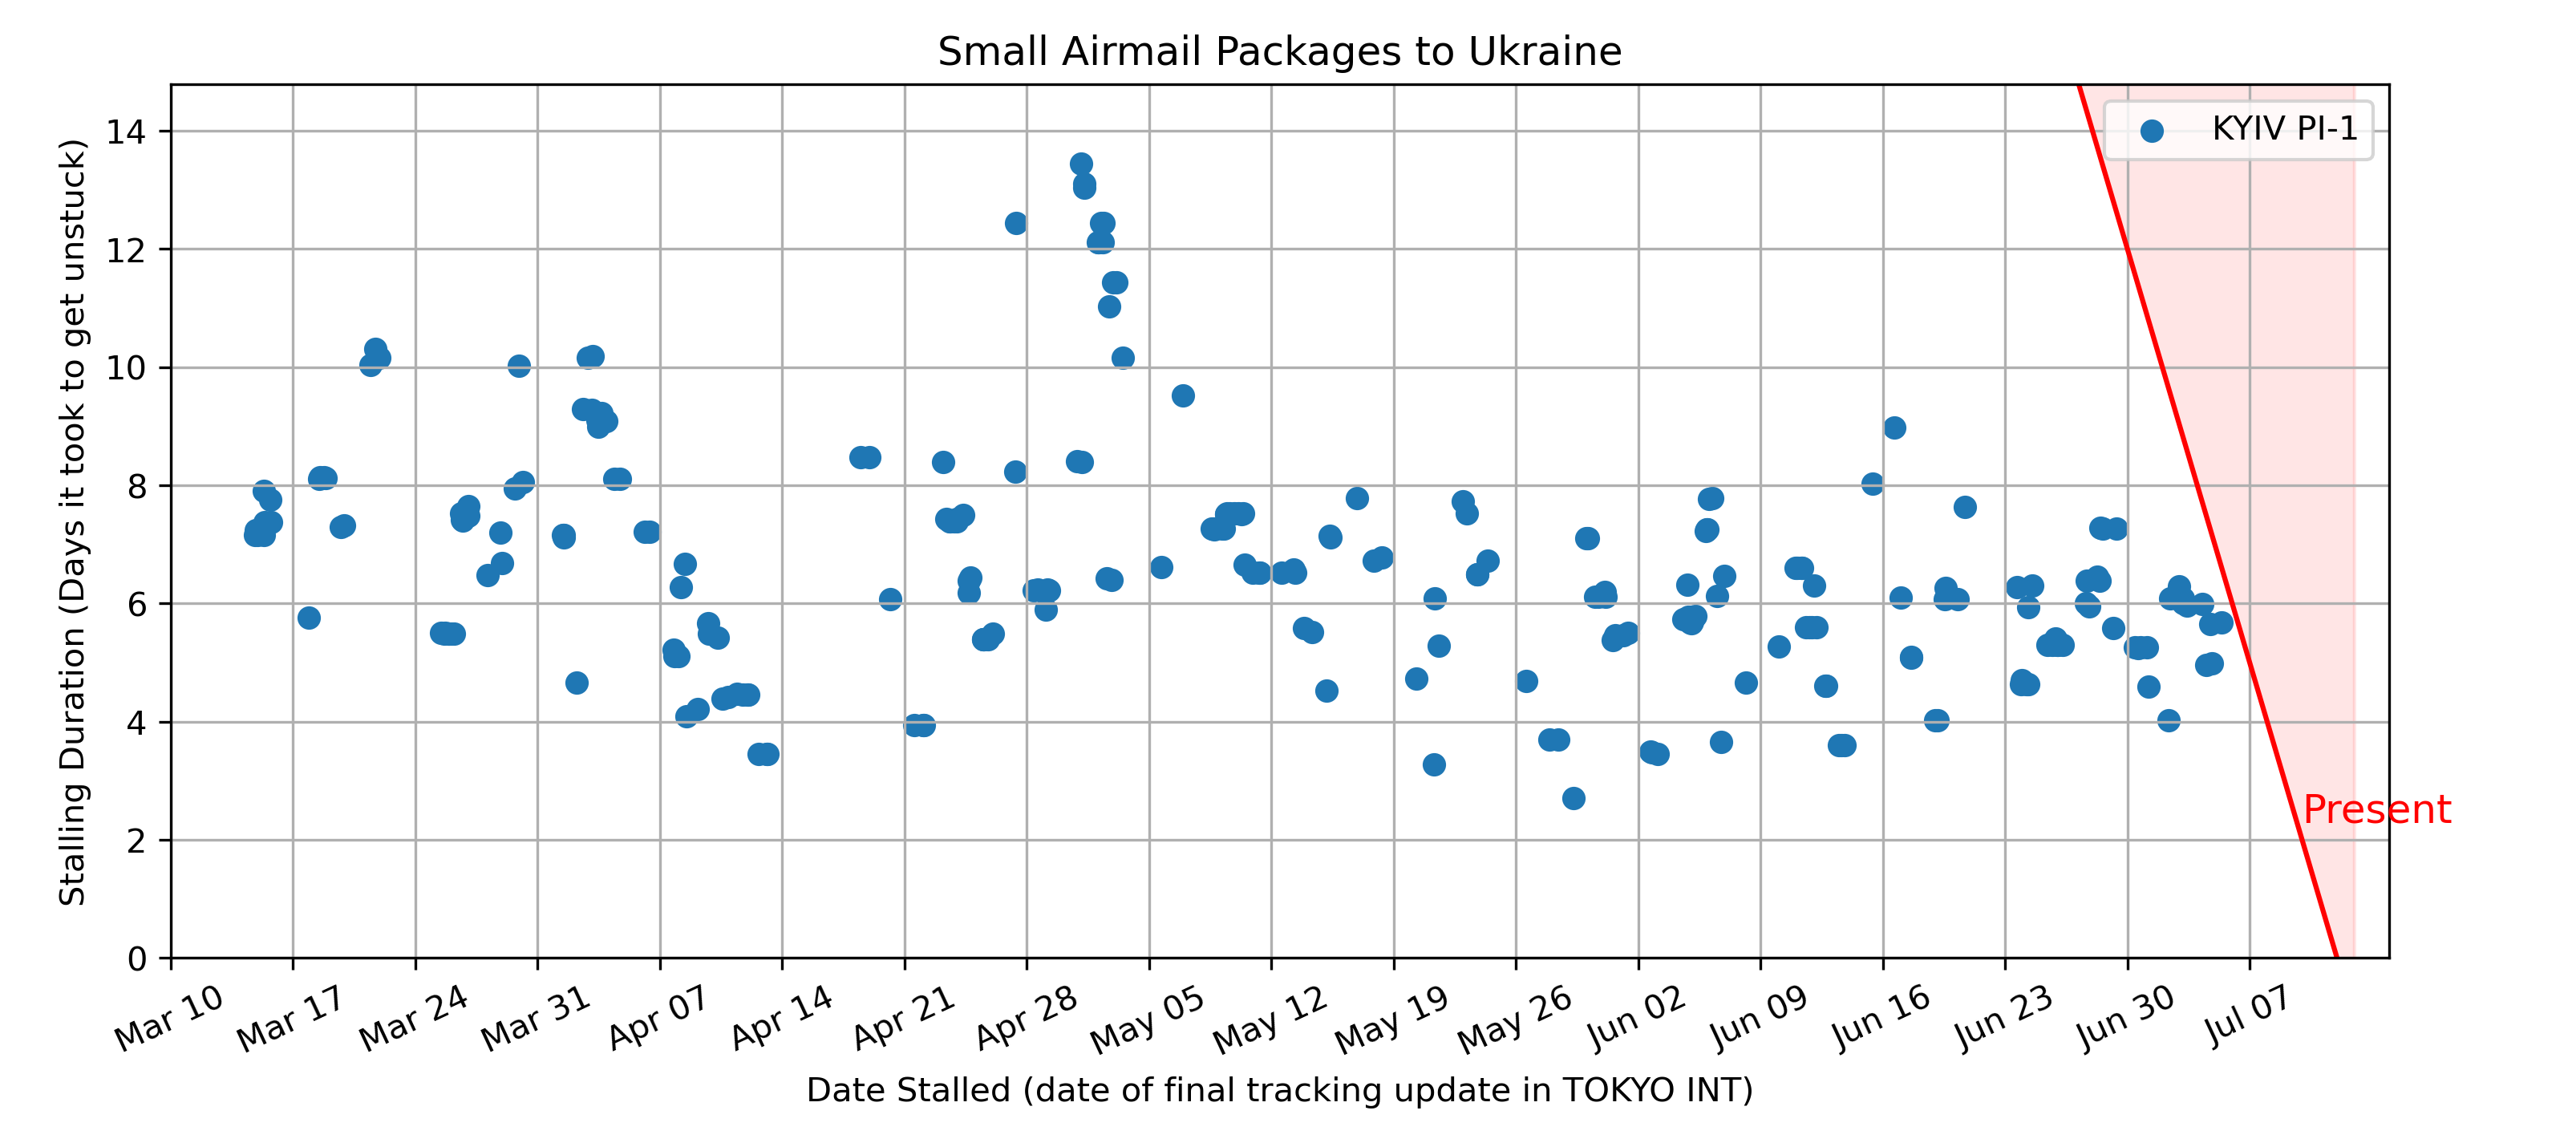 Small Airmail Packages to Ukraine
KYIV PI-1
Stalling Duration (Days it took to get unstuck)
14
12
10
8
6
4
2
0
Present
Mar 10
Mar 17
Mar 24
Mar 31
Apr 07
Apr 14
Apr 21
Apr 28
May 05
May 12
May 19
May 26
Jun 02
Jun 09
Jun 16
Jun 23
Jun 30
Jul 07
Date Stalled (date of final tracking update in TOKYO INT)